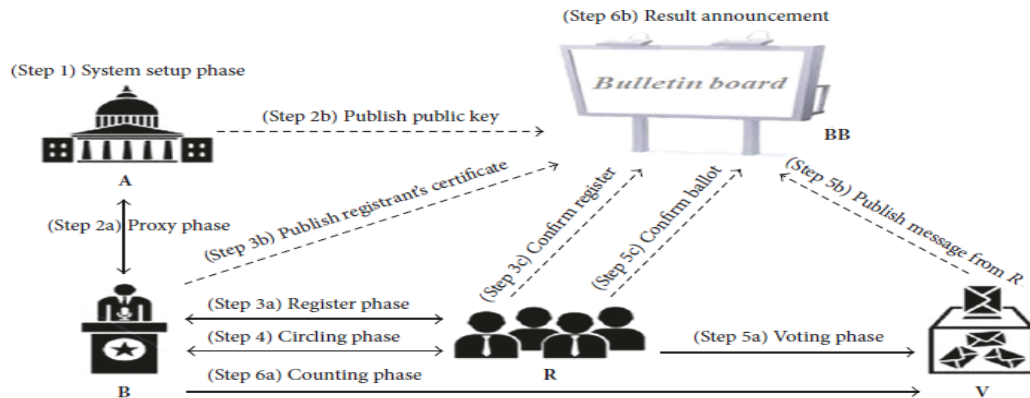 (Step 6b) Result announcement
(Step 1) System setup phase
Bulletin board
(Step 2b) Publish public key
BB
A
(Step 2a) Proxy phase
(Step 3b) Publish registrant's certificate
(Step 3c) Confirm register
(Step 5c) Confirm ballot
(Step 5b) Publish message from R
(Step 3a) Register phase
(Step 4) Circling phase
(Step 5a) Voting phase
(Step 6a) Counting phase
B
R
V